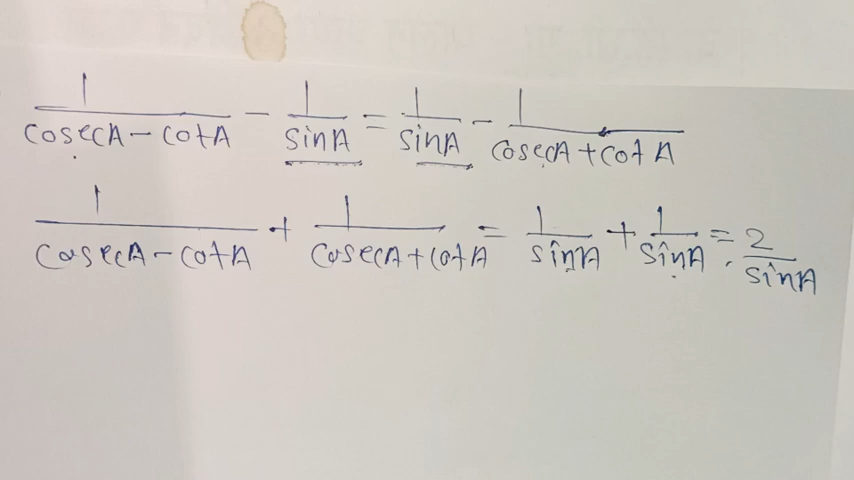 1/(cosecA - cotA) - 1/sinA = 1/sinA - 1/(cosecA + cotA)
1/(cosecA - cotA) + 1/(cosecA + cotA) = 1/sinA + 1/sinA = 2/sinA